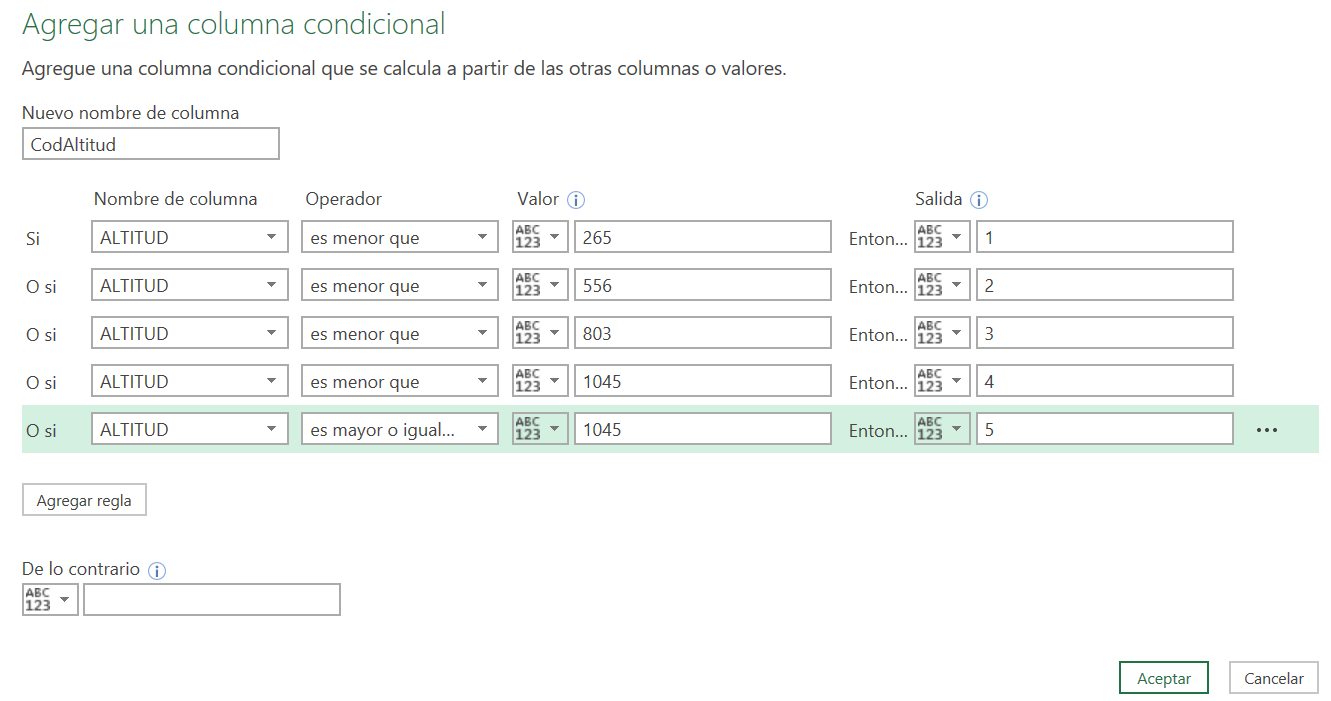 Agregar una columna condicional
Agregue una columna condicional que se calcula a partir de las otras columnas o valores.
Nuevo nombre de columna
CodAltitud
Nombre de columna Operador Valor Salida
Si ALTITUD es menor que ABC 123 265 Enton... ABC 123 1
O si ALTITUD es menor que ABC 123 556 Enton... ABC 123 2
O si ALTITUD es menor que ABC 123 803 Enton... ABC 123 3
O si ALTITUD es menor que ABC 123 1045 Enton... ABC 123 4
O si ALTITUD es mayor o igual... ABC 123 1045 Enton... ABC 123 5 ...
Agregar regla
De lo contrario
ABC 123
Aceptar Cancelar